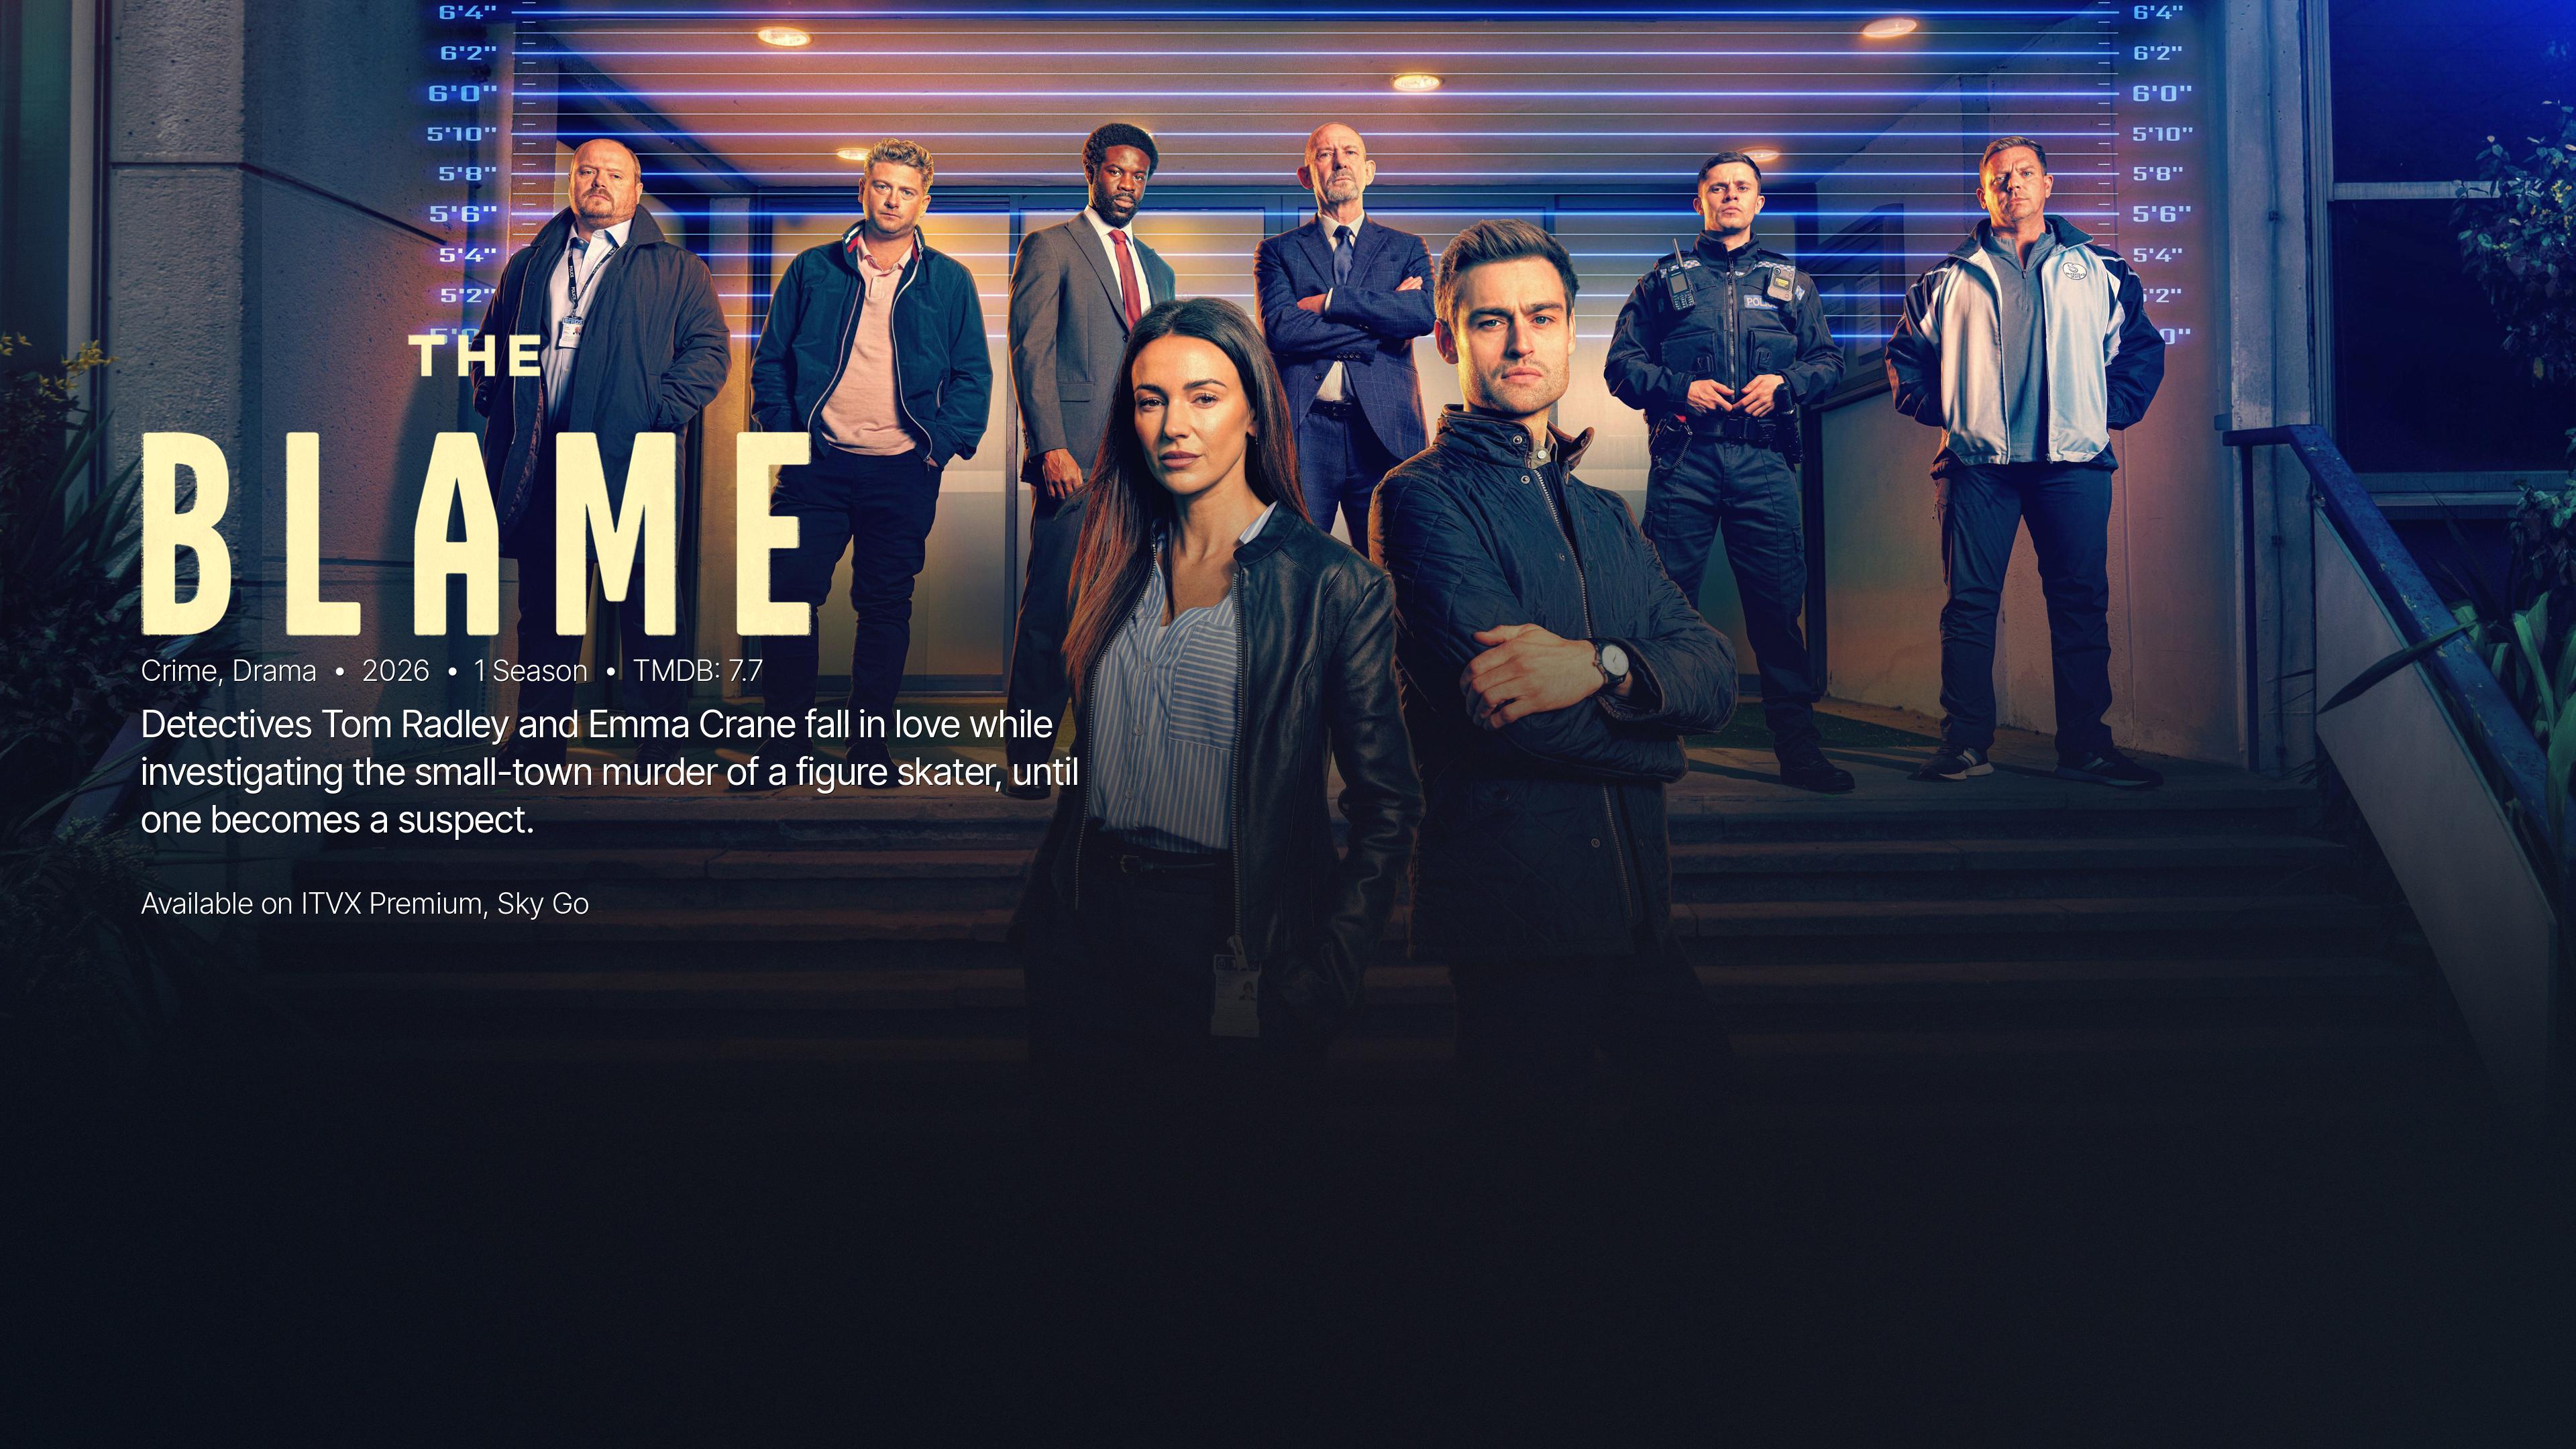 6'4" 6'4"
6'2" 6'2"
6'0" 6'0"
5'10" 5'10"
5'8" 5'8"
5'6" 5'6"
5'4" 5'4"
5'2" '2"
0"
POLICE
THE
BLAME
Crime, Drama • 2026 • 1 Season • TMDB: 7.7
Detectives Tom Radley and Emma Crane fall in love while
investigating the small-town murder of a figure skater, until
one becomes a suspect.
Available on ITVX Premium, Sky Go